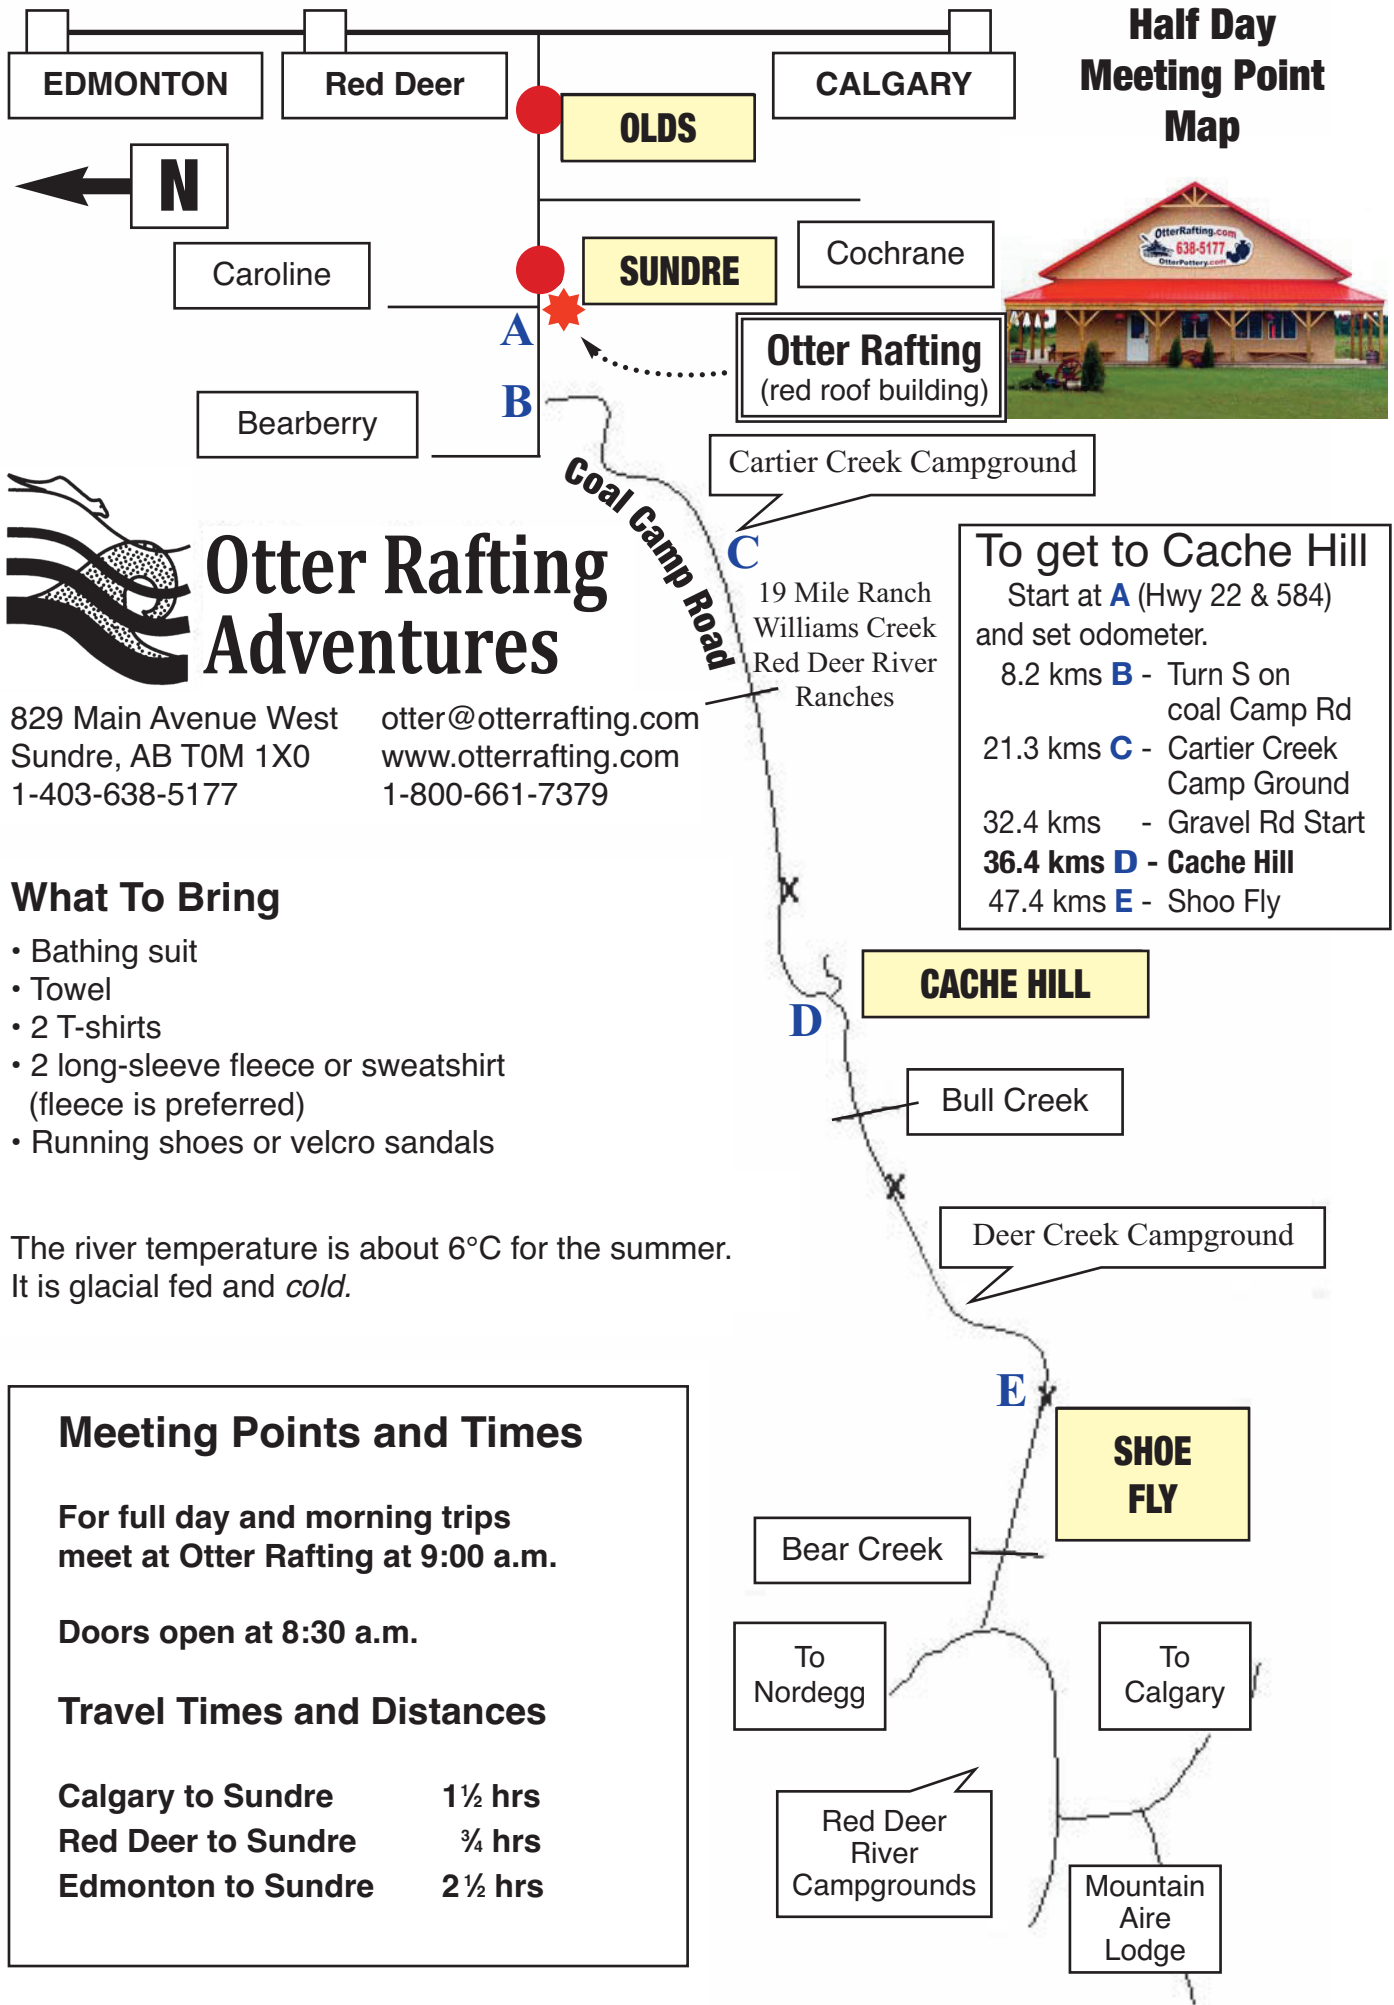 Half Day
Meeting Point
Map
EDMONTON
Red Deer
CALGARY
OLDS
N
OtterRafting.com
638-5177
OtterPottery.com
Caroline
SUNDRE
Cochrane
A
Otter Rafting
(red roof building)
B
Bearberry
Cartier Creek Campground
Coal Camp Road
C
19 Mile Ranch
Williams Creek
Red Deer River
Ranches
Otter Rafting
Adventures
829 Main Avenue West
Sundre, AB T0M 1X0
1-403-638-5177
otter@otterrafting.com
www.otterrafting.com
1-800-661-7379
To get to Cache Hill
Start at A (Hwy 22 & 584)
and set odometer.
8.2 kms B - Turn S on
coal Camp Rd
21.3 kms C - Cartier Creek
Camp Ground
32.4 kms - Gravel Rd Start
36.4 kms D - Cache Hill
47.4 kms E - Shoo Fly
What To Bring
• Bathing suit
• Towel
• 2 T-shirts
• 2 long-sleeve fleece or sweatshirt
(fleece is preferred)
• Running shoes or velcro sandals
X
CACHE HILL
D
Bull Creek
X
The river temperature is about 6°C for the summer.
It is glacial fed and cold.
Deer Creek Campground
E
X
SHOE
FLY
Bear Creek
To
Nordegg
To
Calgary
Red Deer
River
Campgrounds
Mountain
Aire
Lodge
Meeting Points and Times
For full day and morning trips
meet at Otter Rafting at 9:00 a.m.
Doors open at 8:30 a.m.
Travel Times and Distances
Calgary to Sundre 1½ hrs
Red Deer to Sundre ¾ hrs
Edmonton to Sundre 2½ hrs